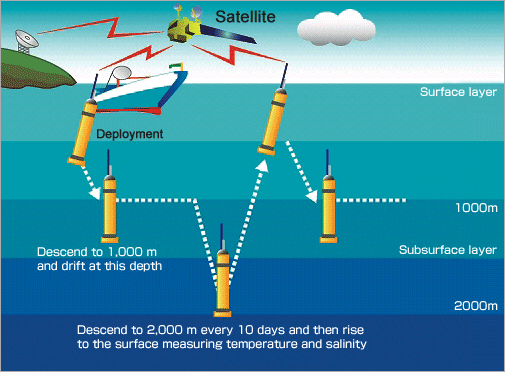 Satellite
Surface layer
Deployment
1000m
Descend to 1,000 m
and drift at this depth
Subsurface layer
2000m
Descend to 2,000 m every 10 days and then rise
to the surface measuring temperature and salinity